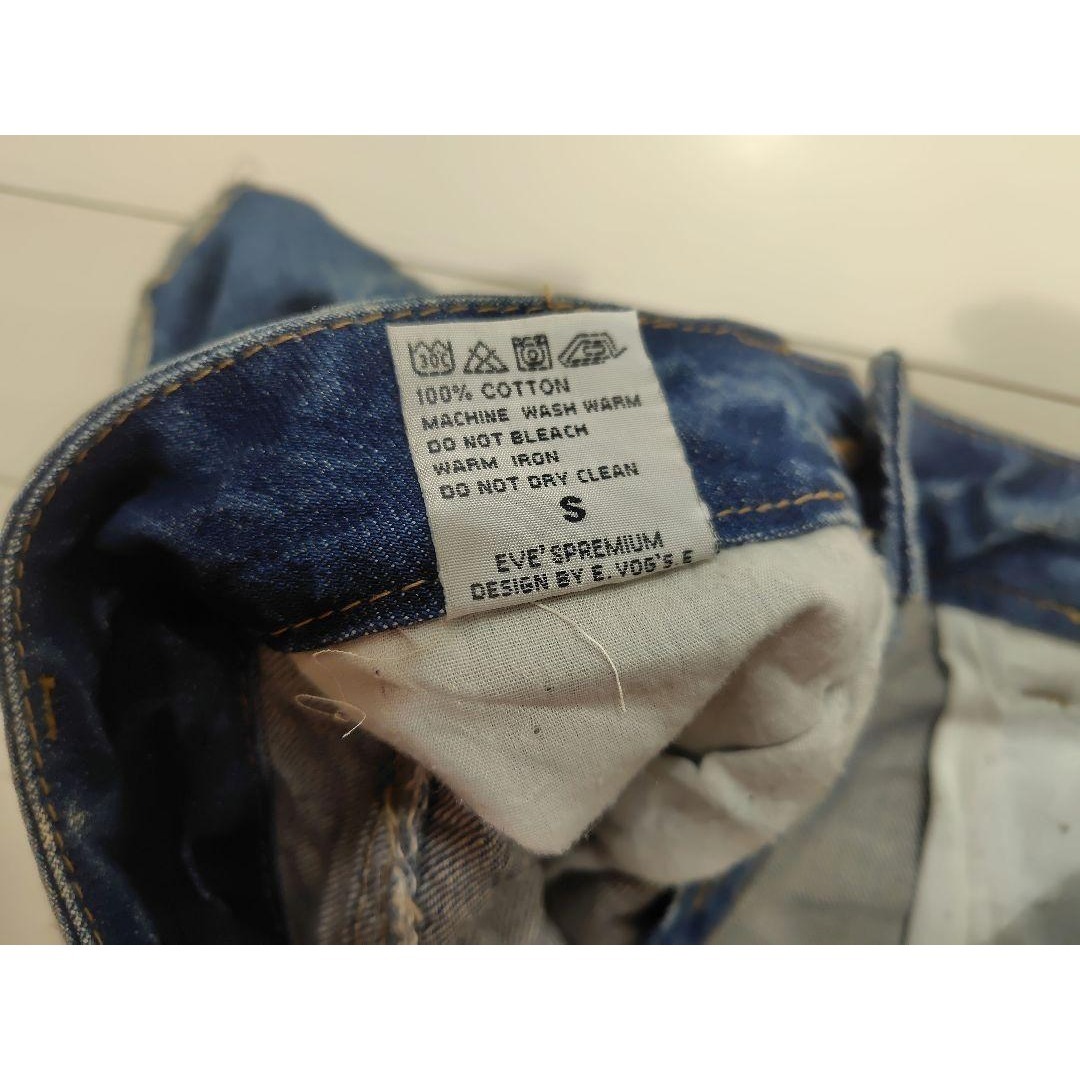 30c
100% COTTON
MACHINE WASH WARM
DO NOT BLEACH
WARM IRON
DO NOT DRY CLEAN
S
EVE' SPREMIUM
DESIGN BY E. VOG'S. E